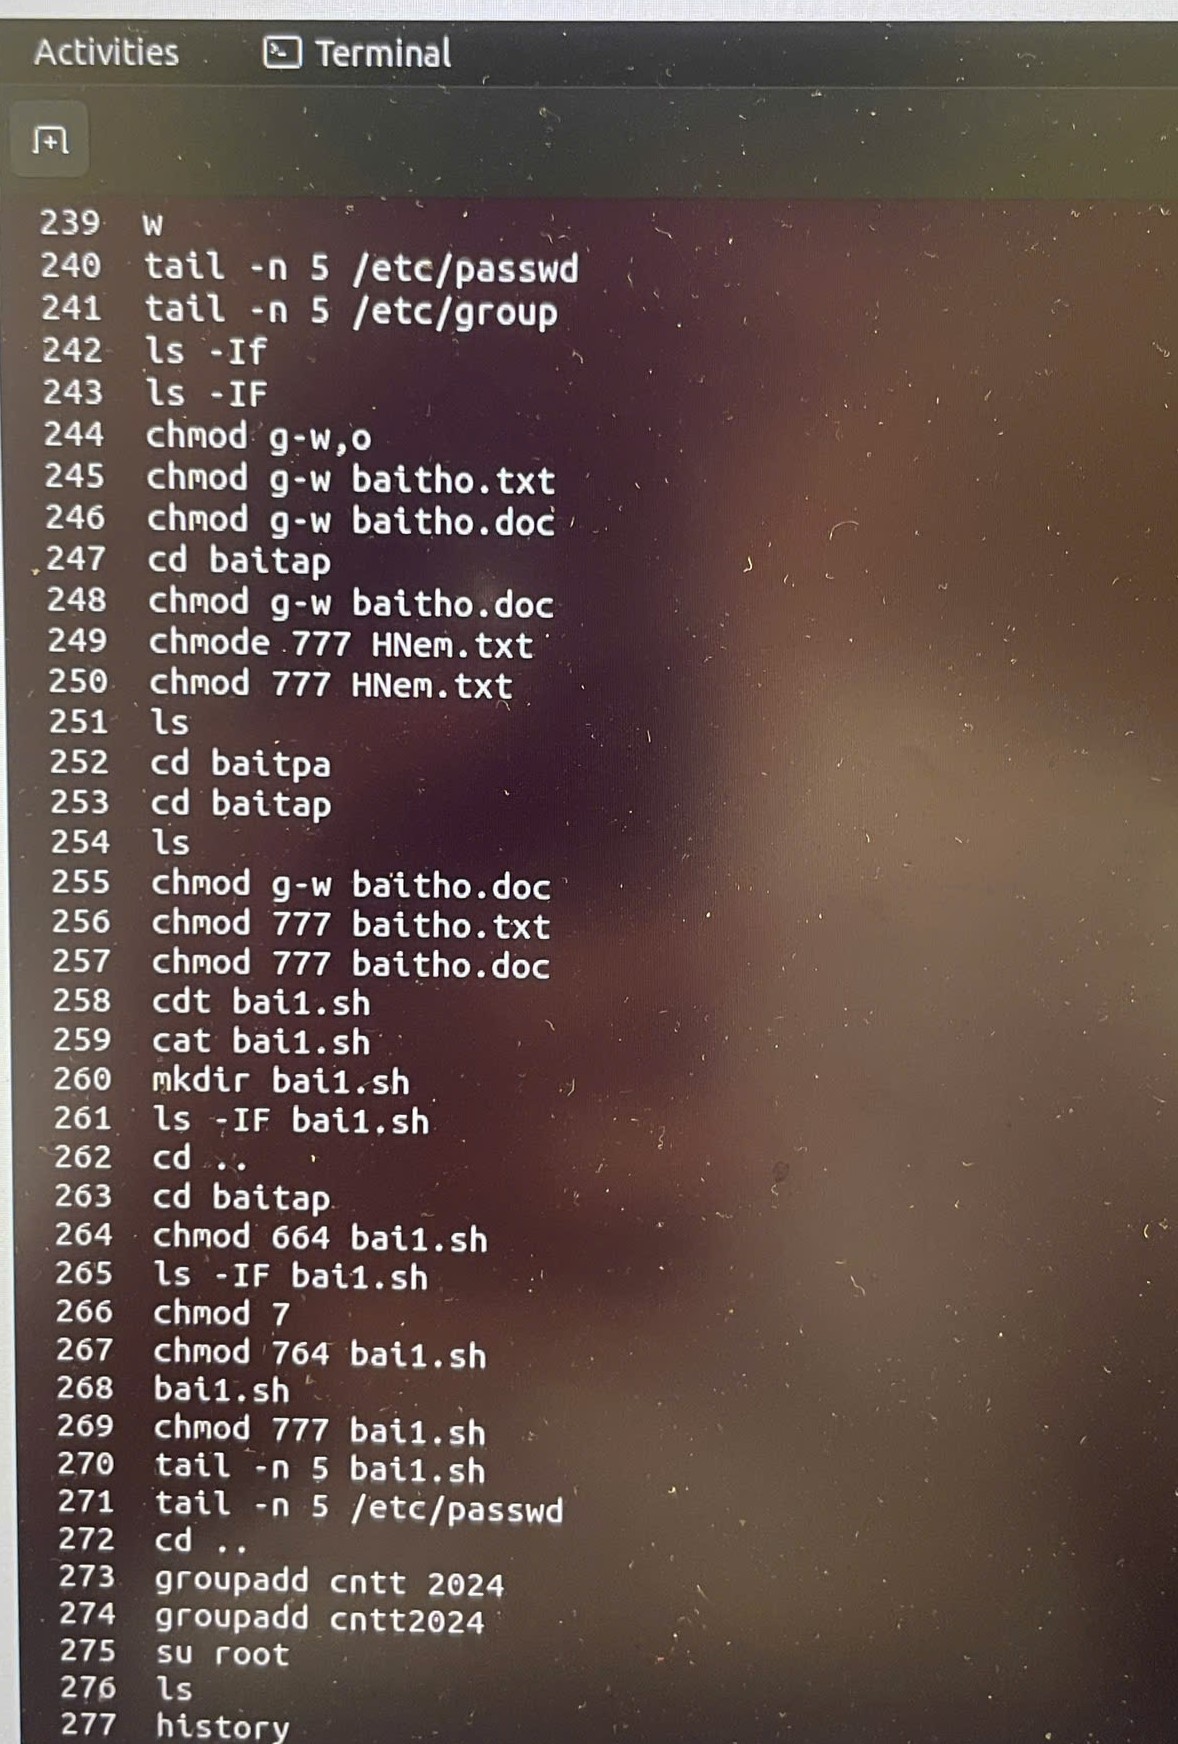 Activities Terminal
239 w
240 tail -n 5 /etc/passwd
241 tail -n 5 /etc/group
242 ls -If
243 ls -IF
244 chmod g-w,o
245 chmod g-w baitho.txt
246 chmod g-w baitho.doc
247 cd baitap
248 chmod g-w baitho.doc
249 chmode 777 HNem.txt
250 chmod 777 HNem.txt
251 ls
252 cd baitpa
253 cd baitap
254 ls
255 chmod g-w baitho.doc
256 chmod 777 baitho.txt
257 chmod 777 baitho.doc
258 cdt bai1.sh
259 cat bai1.sh
260 mkdir bai1.sh
261 ls -IF bai1.sh
262 cd ..
263 cd baitap
264 chmod 664 bai1.sh
265 ls -IF bai1.sh
266 chmod 7
267 chmod 764 bai1.sh
268 bai1.sh
269 chmod 777 bai1.sh
270 tail -n 5 bai1.sh
271 tail -n 5 /etc/passwd
272 cd ..
273 groupadd cntt 2024
274 groupadd cntt2024
275 su root
276 ls
277 history